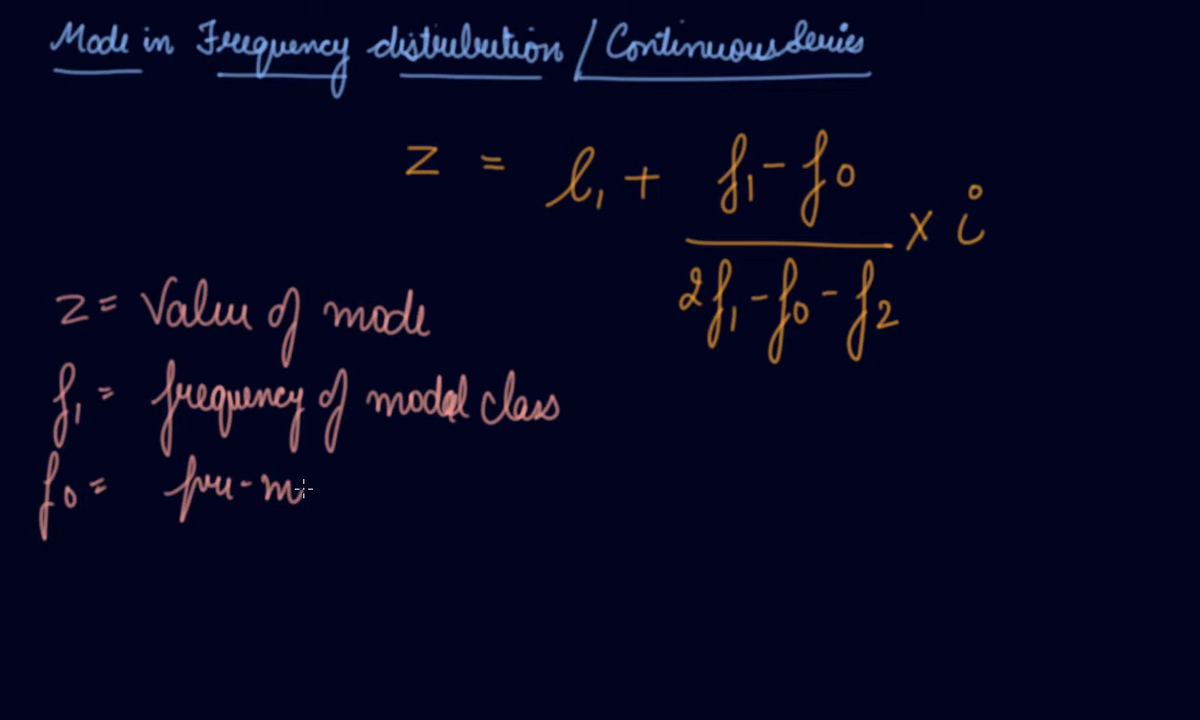 Mode in Frequency distribution / Continuous Series
z = l₁ + f₁ - f₀ / 2f₁ - f₀ - f₂ × i
z = Value of mode
f₁ = frequency of modal class
f₀ = pre-m